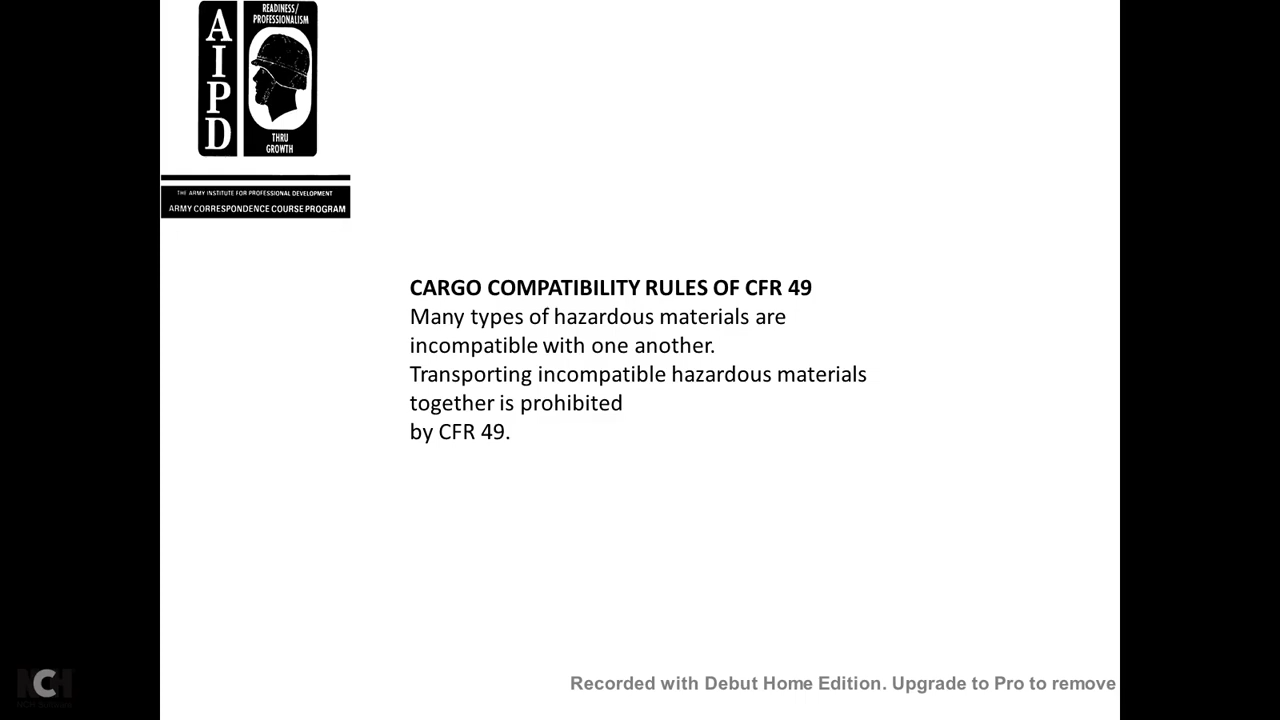 READINESS/
PROFESSIONALISM
AIPD
THRU
GROWTH
THE ARMY INSTITUTE FOR PROFESSIONAL DEVELOPMENT
ARMY CORRESPONDENCE COURSE PROGRAM
CARGO COMPATIBILITY RULES OF CFR 49
Many types of hazardous materials are
incompatible with one another.
Transporting incompatible hazardous materials
together is prohibited
by CFR 49.
NCH
Recorded with Debut Home Edition. Upgrade to Pro to remove